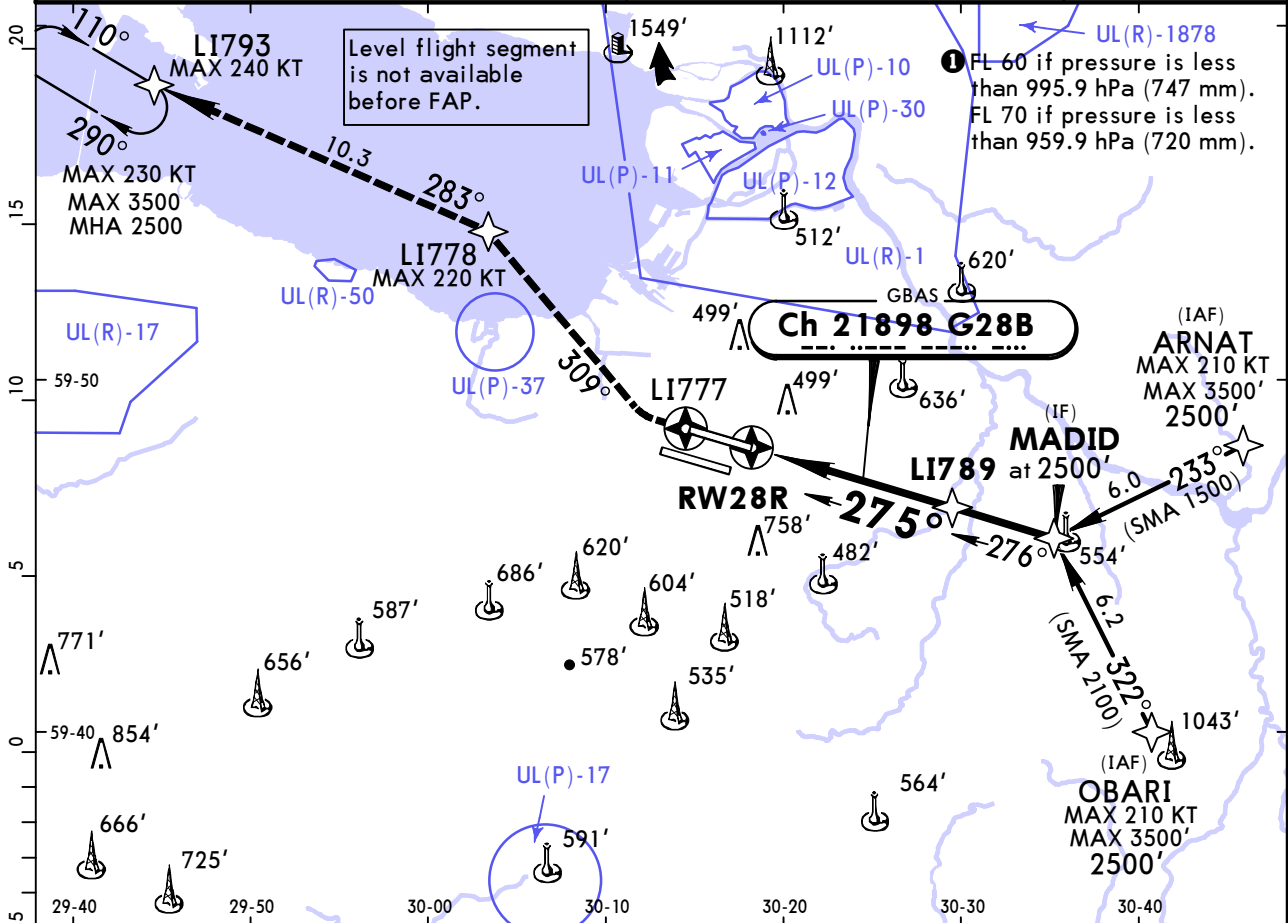 20
110°
LI793
MAX 240 KT
Level flight segment
is not available
before FAP.
1549'
1112'
UL(R)-1878
1 FL 60 if pressure is less
than 995.9 hPa (747 mm).
FL 70 if pressure is less
than 959.9 hPa (720 mm).
UL(P)-10
UL(P)-30
290°
10.3
UL(P)-11
UL(P)-12
MAX 230 KT
MAX 3500
MHA 2500
283°
15
512'
LI778
MAX 220 KT
UL(R)-1
620'
UL(R)-50
GBAS
Ch 21898 G28B
499'
UL(R)-17
(IAF)
ARNAT
MAX 210 KT
MAX 3500'
2500'
10
59-50
UL(P)-37
309°
LI777
499'
636'
(IF)
MADID
at 2500'
LI789
233°
6.0
(SMA 1500)
RW28R
275°
276°
554'
758'
620'
482'
686'
604'
518'
587'
5
6.2
322°
(SMA 2100)
771'
656'
578'
535'
59-40
854'
0
1043'
(IAF)
OBARI
MAX 210 KT
MAX 3500'
2500'
UL(P)-17
564'
666'
725'
591'
5
29-40
29-50
30-00
30-10
30-20
30-30
30-40